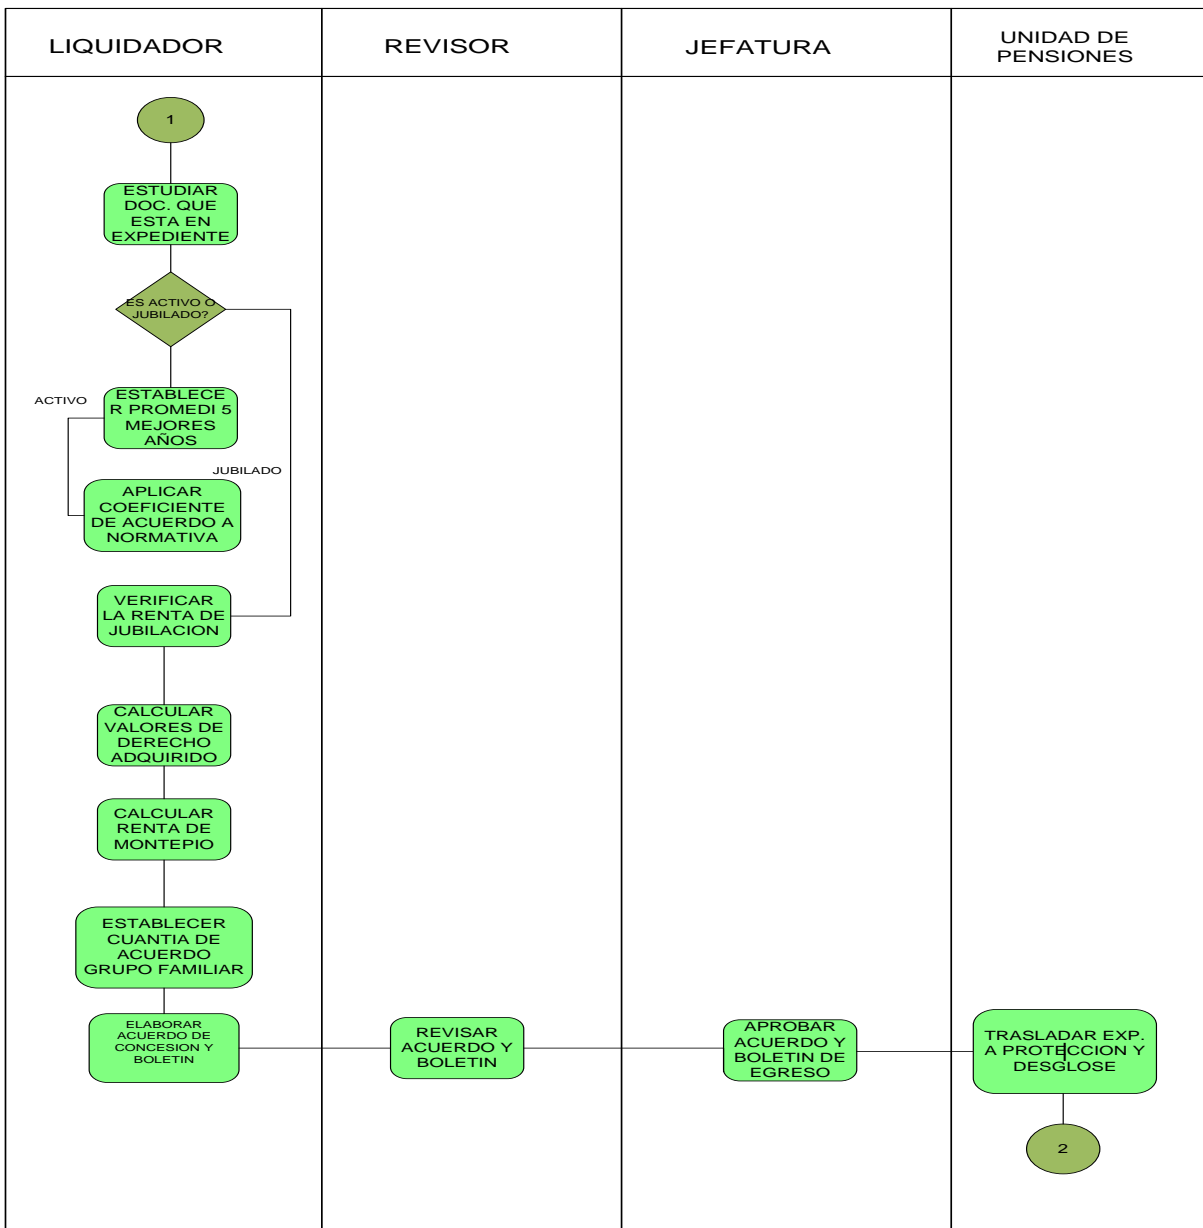 LIQUIDADOR
REVISOR
JEFATURA
UNIDAD DE
PENSIONES
1
ESTUDIAR
DOC. QUE
ESTA EN
EXPEDIENTE
ES ACTIVO O
JUBILADO?
ACTIVO
ESTABLECE
R PROMEDI 5
MEJORES
AÑOS
JUBILADO
APLICAR
COEFICIENTE
DE ACUERDO A
NORMATIVA
VERIFICAR
LA RENTA DE
JUBILACION
CALCULAR
VALORES DE
DERECHO
ADQUIRIDO
CALCULAR
RENTA DE
MONTEPIO
ESTABLECER
CUANTIA DE
ACUERDO
GRUPO FAMILIAR
ELABORAR
ACUERDO DE
CONCESION Y
BOLETIN
REVISAR
ACUERDO Y
BOLETIN
APROBAR
ACUERDO Y
BOLETIN DE
EGRESO
TRASLADAR EXP.
A PROTECCION Y
DESGLOSE
2